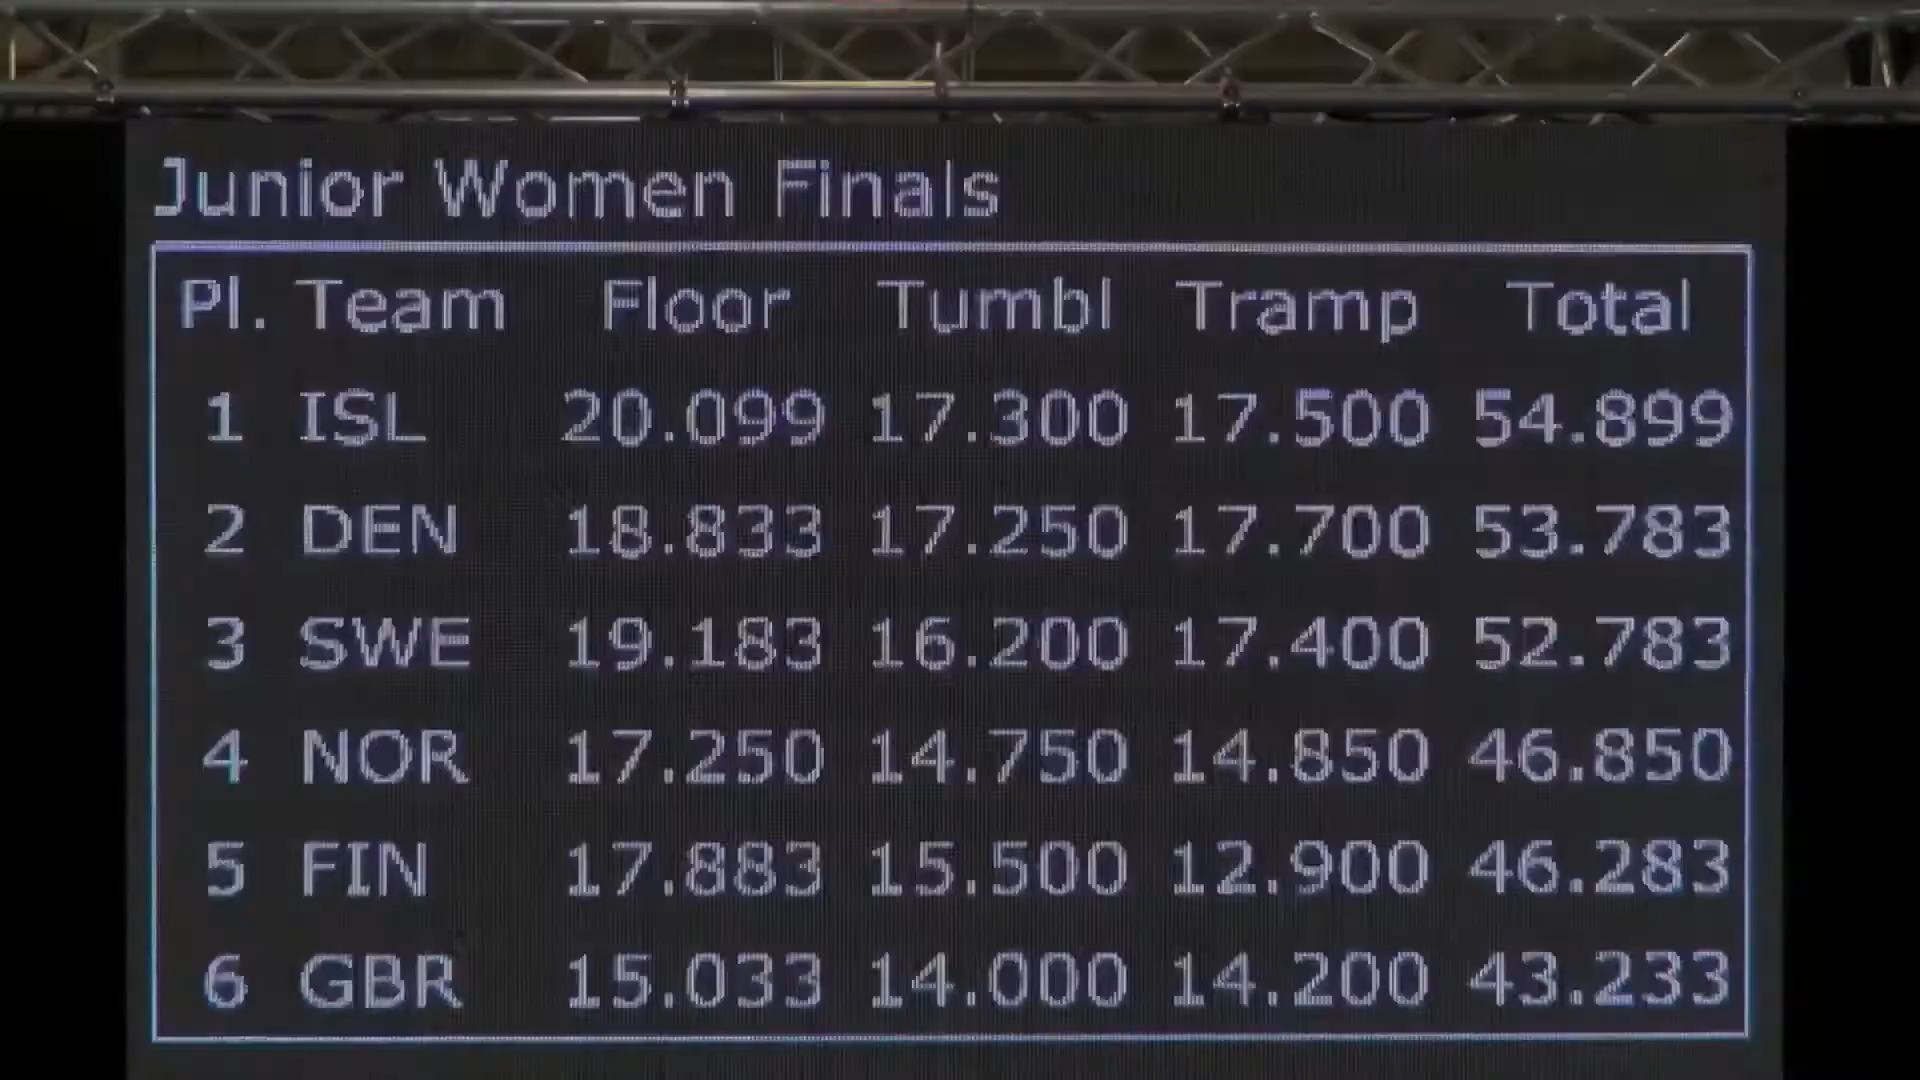 Junior Women Finals
Pl. Team Floor Tumbl Tramp Total
1 ISL 20.099 17.300 17.500 54.899
2 DEN 18.833 17.250 17.700 53.783
3 SWE 19.183 16.200 17.400 52.783
4 NOR 17.250 14.750 14.850 46.850
5 FIN 17.883 15.500 12.900 46.283
6 GBR 15.033 14.000 14.200 43.233